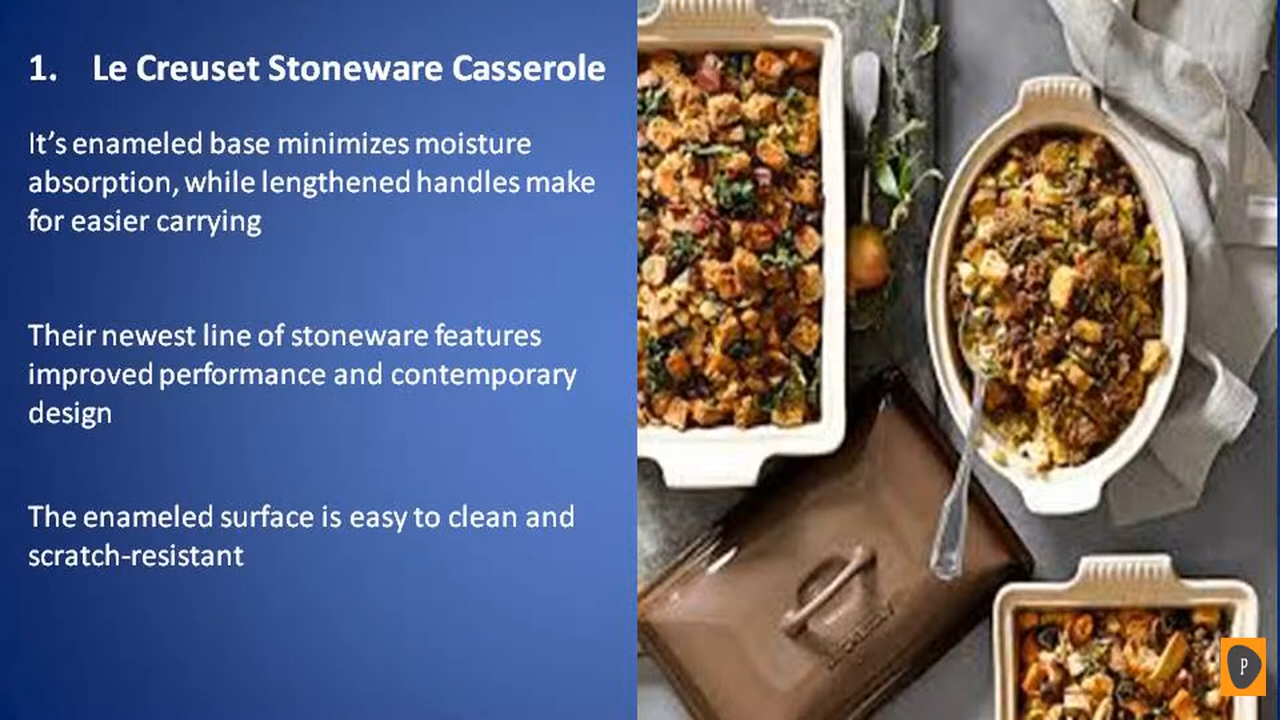 1. Le Creuset Stoneware Casserole
It's enameled base minimizes moisture
absorption, while lengthened handles make
for easier carrying
Their newest line of stoneware features
improved performance and contemporary
design
The enameled surface is easy to clean and
scratch-resistant
P